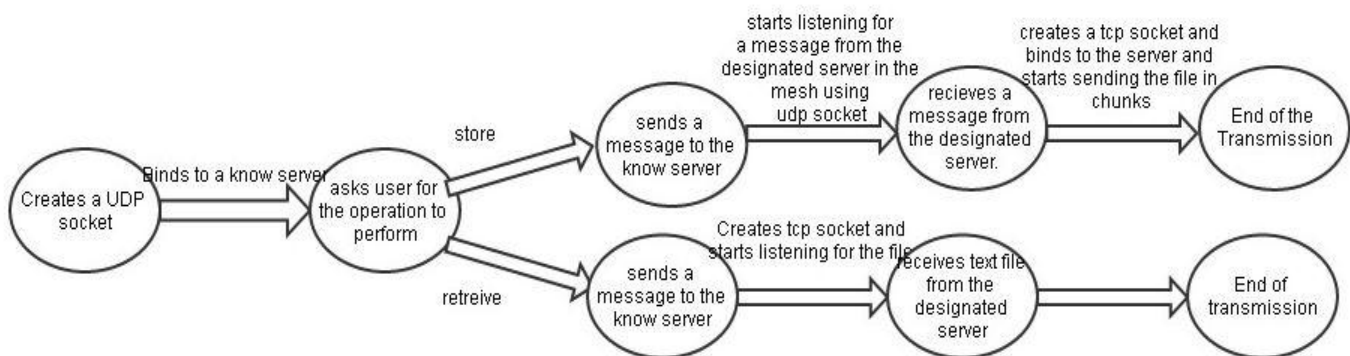 Creates a UDP
socket
Binds to a know server
asks user for
the operation to
perform
store
sends a
message to the
know server
starts listening for
a message from the
designated server in the
mesh using
udp socket
recieves a
message from
the designated
server.
creates a tcp socket and
binds to the server and
starts sending the file in
chunks
End of the
Transmission
retreive
sends a
message to the
know server
Creates tcp socket and
starts listening for the file
receives text file
from the
designated
server
End of
transmission